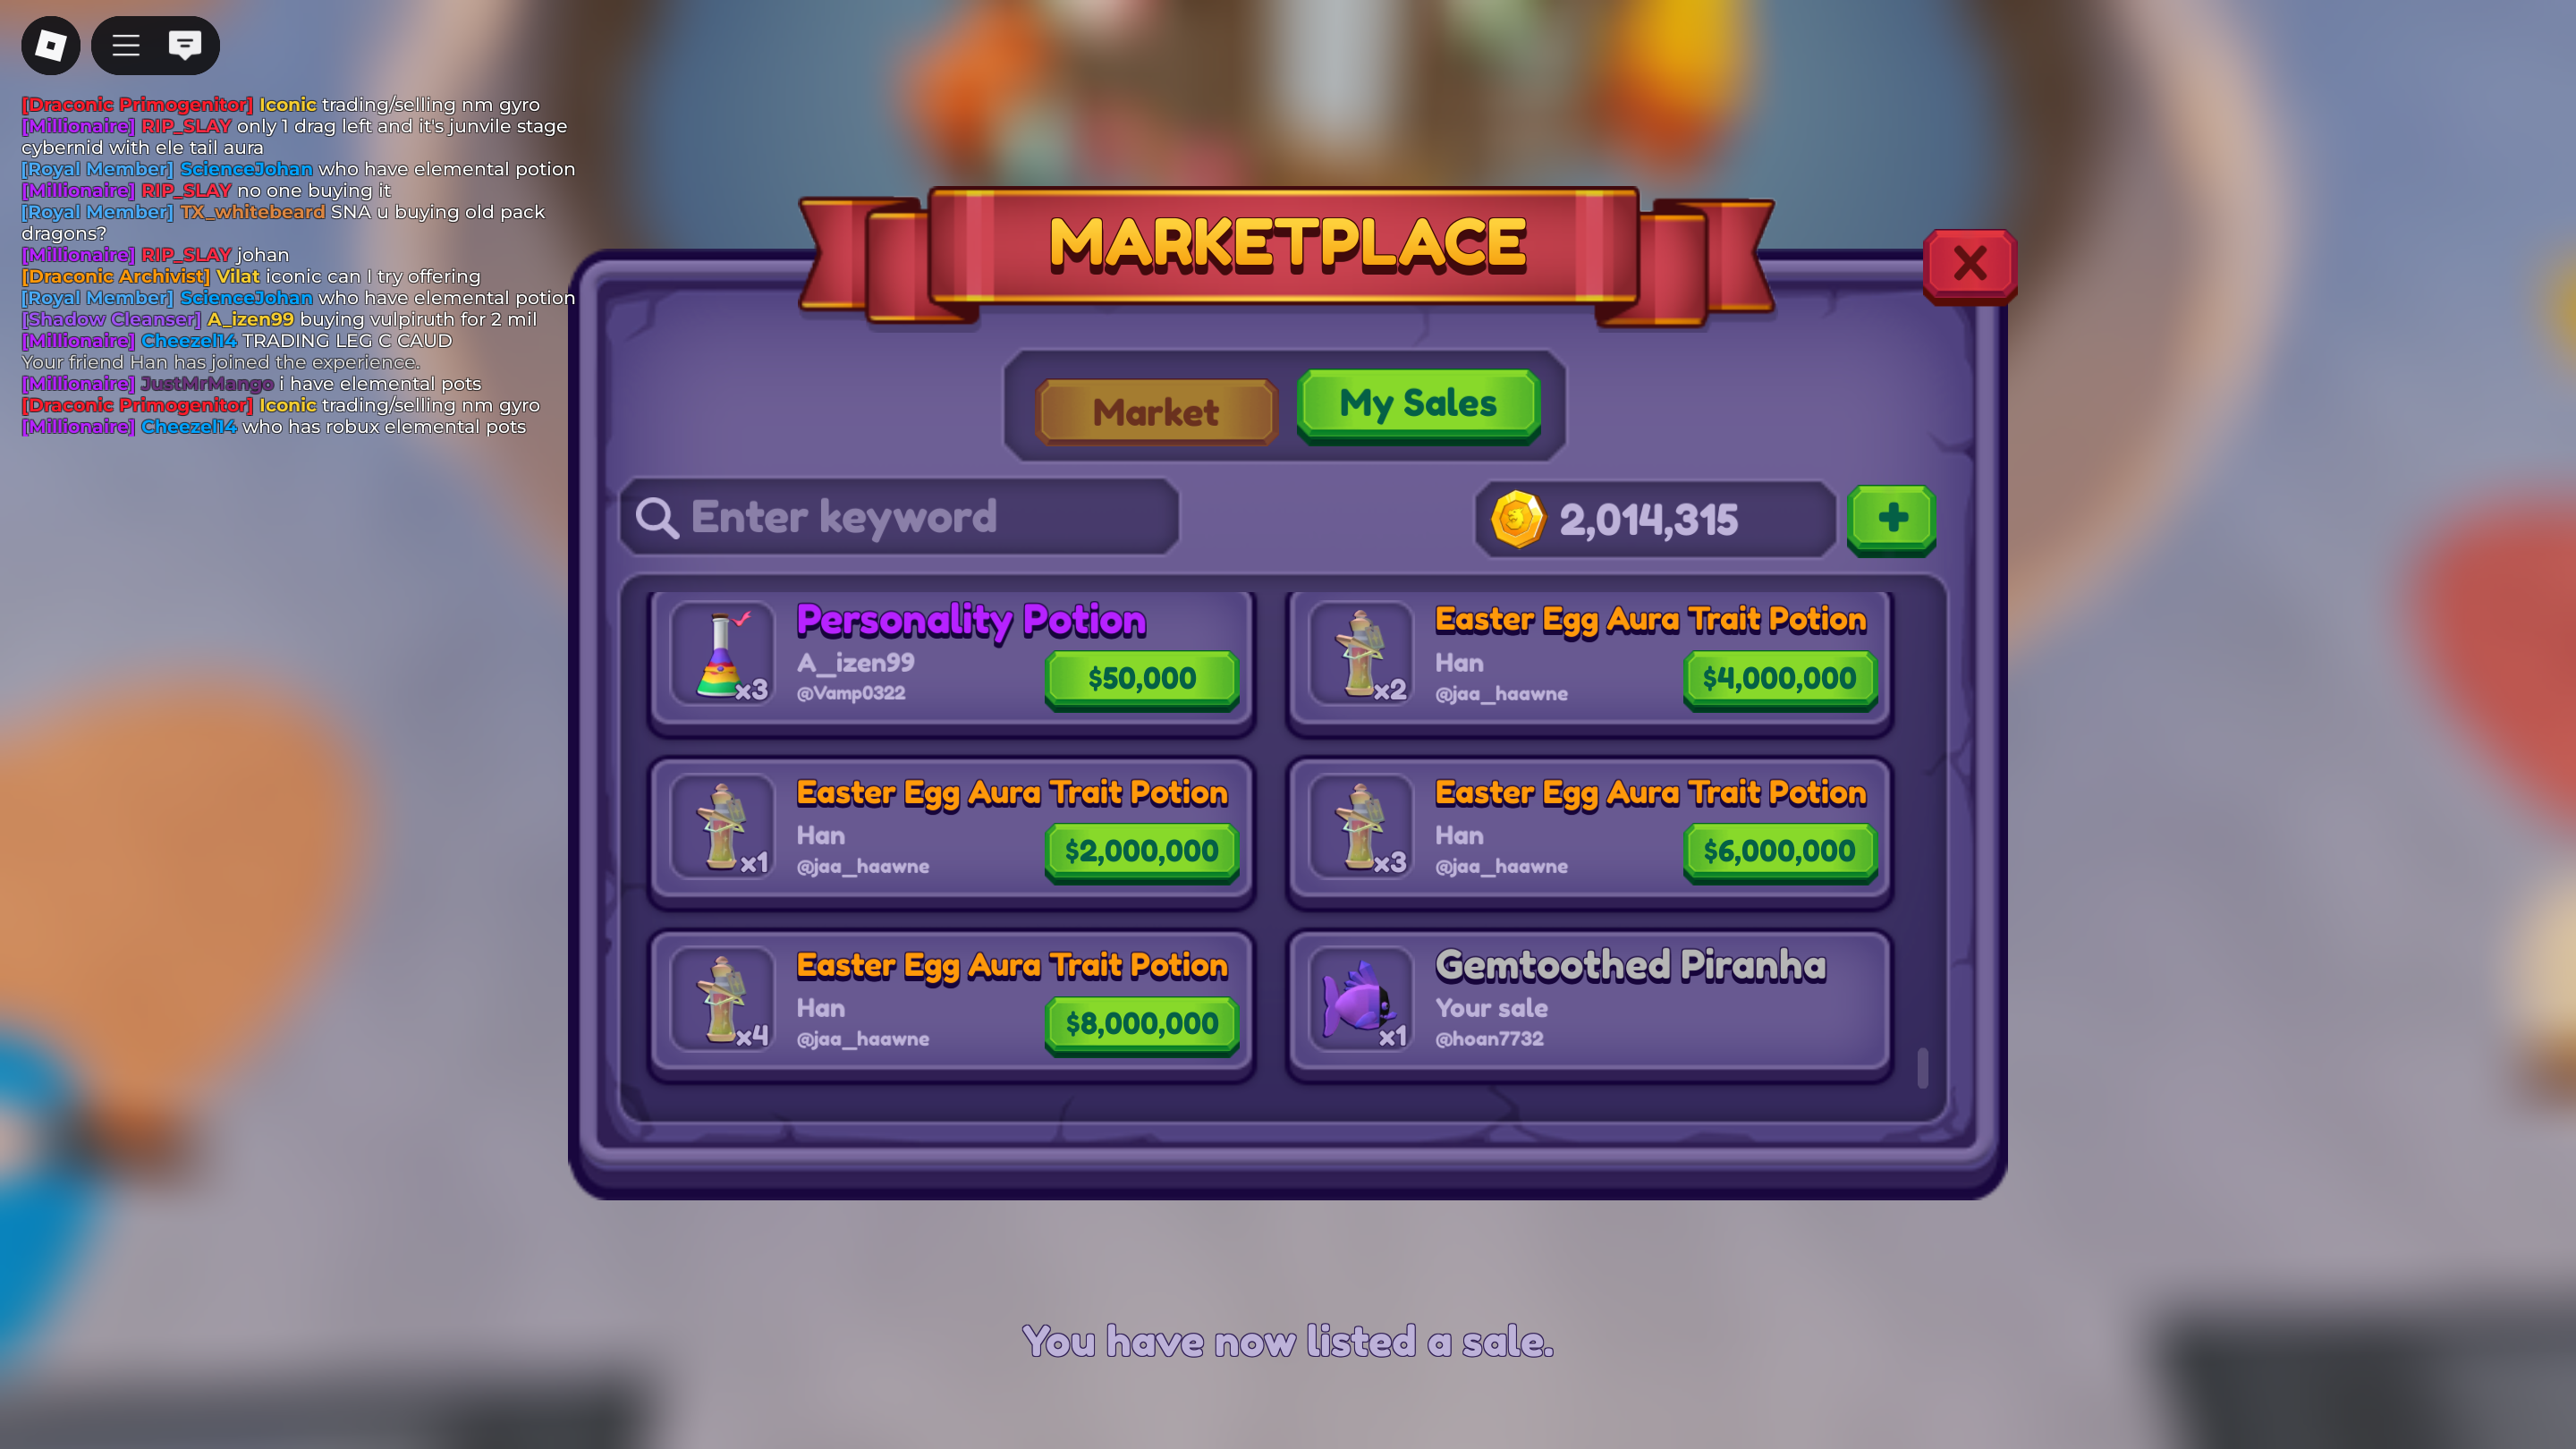 [Draconic Primogenitor] Iconic trading/selling nm gyro
[Millionaire] RIP_SLAY only 1 drag left and it's junvile stage
cybernid with ele tail aura
[Royal Member] ScienceJohan who have elemental potion
[Millionaire] RIP_SLAY no one buying it
[Royal Member] TX_whitebeard SNA u buying old pack
dragons?
[Millionaire] RIP_SLAY johan
[Draconic Archivist] Vilat iconic can I try offering
[Royal Member] ScienceJohan who have elemental potion
[Shadow Cleanser] A_izen99 buying vulpiruth for 2 mil
[Millionaire] Cheezel14 TRADING LEG C CAUD
Your friend Han has joined the experience.
[Millionaire] JustMrMango i have elemental pots
[Draconic Primogenitor] Iconic trading/selling nm gyro
[Millionaire] Cheezel14 who has robux elemental pots
MARKETPLACE
X
Market
My Sales
Enter keyword
2,014,315
+
Personality Potion
A_izen99
@Vamp0322
x3
$50,000
Easter Egg Aura Trait Potion
Han
@jaa_haawne
x2
$4,000,000
Easter Egg Aura Trait Potion
Han
@jaa_haawne
x1
$2,000,000
Easter Egg Aura Trait Potion
Han
@jaa_haawne
x3
$6,000,000
Easter Egg Aura Trait Potion
Han
@jaa_haawne
x4
$8,000,000
Gemtoothed Piranha
Your sale
@hoan7732
x1
You have now listed a sale.